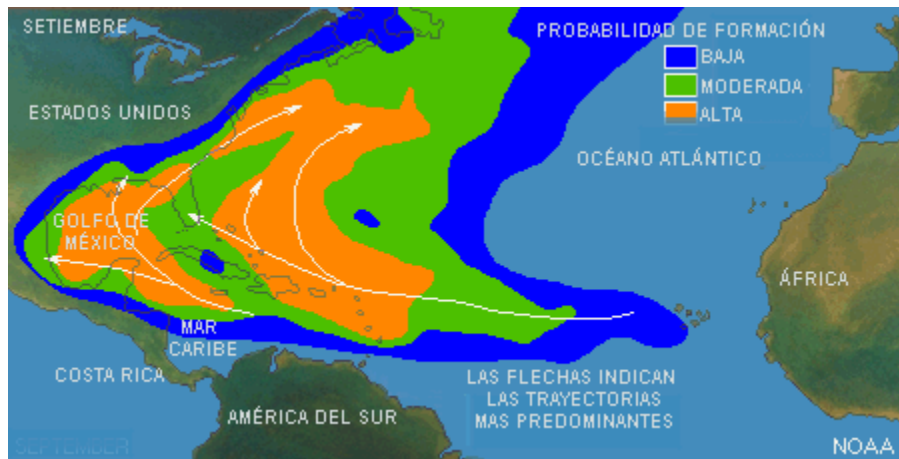 SETIEMBRE
PROBABILIDAD DE FORMACIÓN
BAJA
MODERADA
ALTA
ESTADOS UNIDOS
OCÉANO ATLÁNTICO
GOLFO DE
MÉXICO
ÁFRICA
MAR
CARIBE
COSTA RICA
LAS FLECHAS INDICAN
LAS TRAYECTORIAS
MAS PREDOMINANTES
AMÉRICA DEL SUR
SEPTEMBER
NOAA